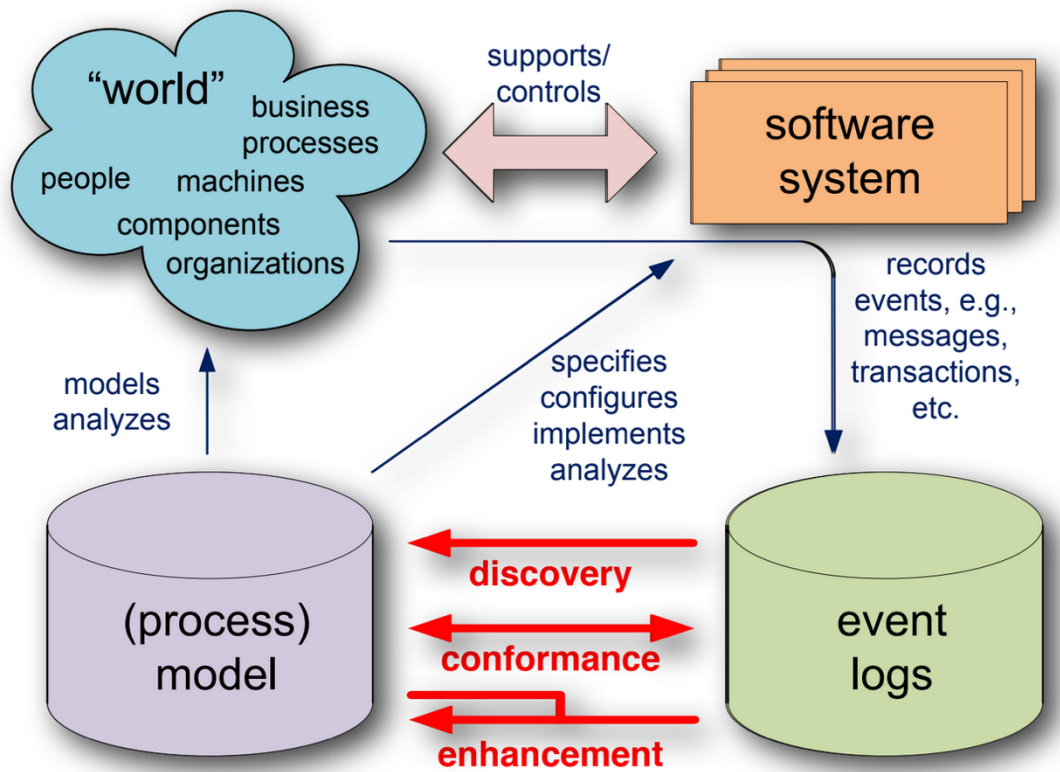 “world”
business
processes
people
machines
components
organizations
supports/
controls
software
system
records
events, e.g.,
messages,
transactions,
etc.
models
analyzes
specifies
configures
implements
analyzes
(process)
model
discovery
conformance
enhancement
event
logs